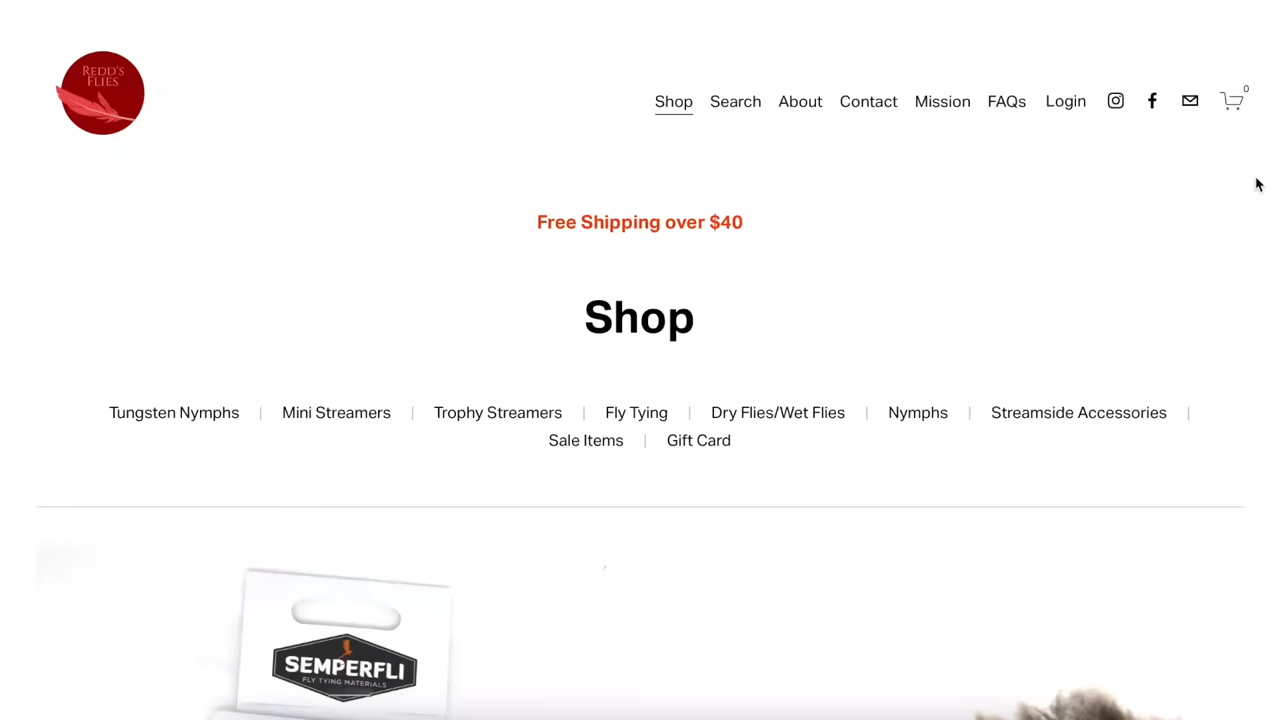 REDD'S
FLIES
Shop Search About Contact Mission FAQs Login 0
Free Shipping over $40
Shop
Tungsten Nymphs | Mini Streamers | Trophy Streamers | Fly Tying | Dry Flies/Wet Flies | Nymphs | Streamside Accessories |
Sale Items | Gift Card
SEMPERFLI
FLY TYING MATERIALS